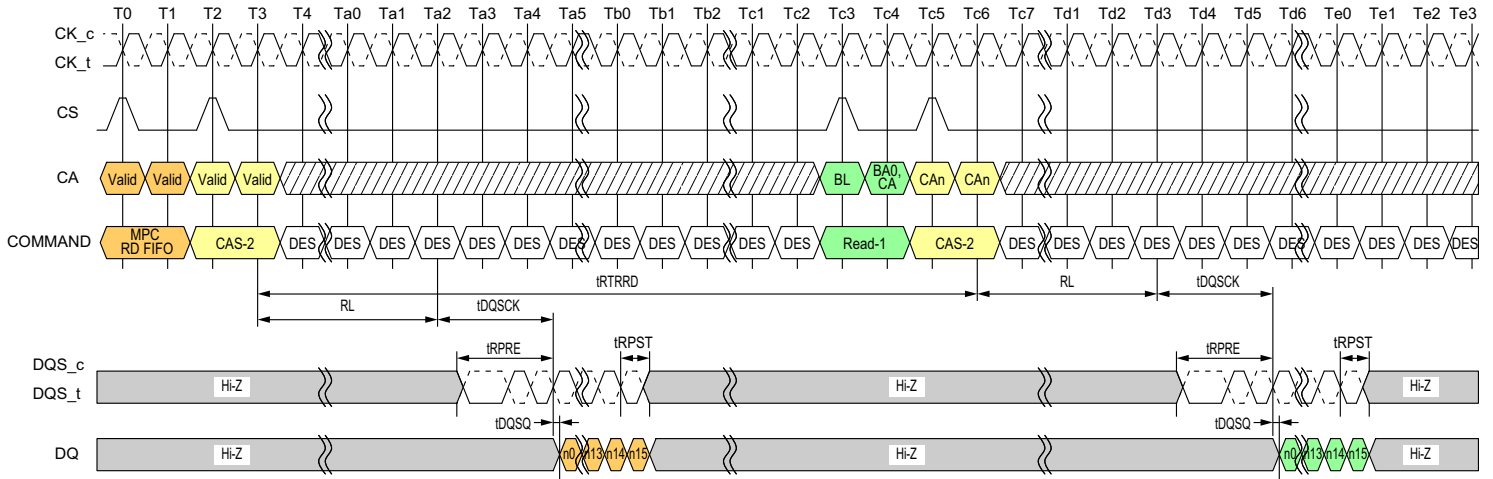 T0 T1 T2 T3 T4 Ta0 Ta1 Ta2 Ta3 Ta4 Ta5 Tb0 Tb1 Tb2 Tc1 Tc2 Tc3 Tc4 Tc5 Tc6 Tc7 Td1 Td2 Td3 Td4 Td5 Td6 Te0 Te1 Te2 Te3
CK_c
CK_t
CS
CA Valid Valid Valid Valid BL BA0, CA CAn CAn
COMMAND MPC RD FIFO CAS-2 DES DES DES DES DES DES DES DES DES DES DES DES Read-1 CAS-2 DES DES DES DES DES DES DES DES DES DES DES
tRTRRD
RL tDQSCK RL tDQSCK
tRPRE tRPST tRPRE tRPST
DQS_c
DQS_t Hi-Z Hi-Z Hi-Z
tDQSQ tDQSQ
DQ Hi-Z n0 n13 n14 n15 Hi-Z n0 n13 n14 n15 Hi-Z